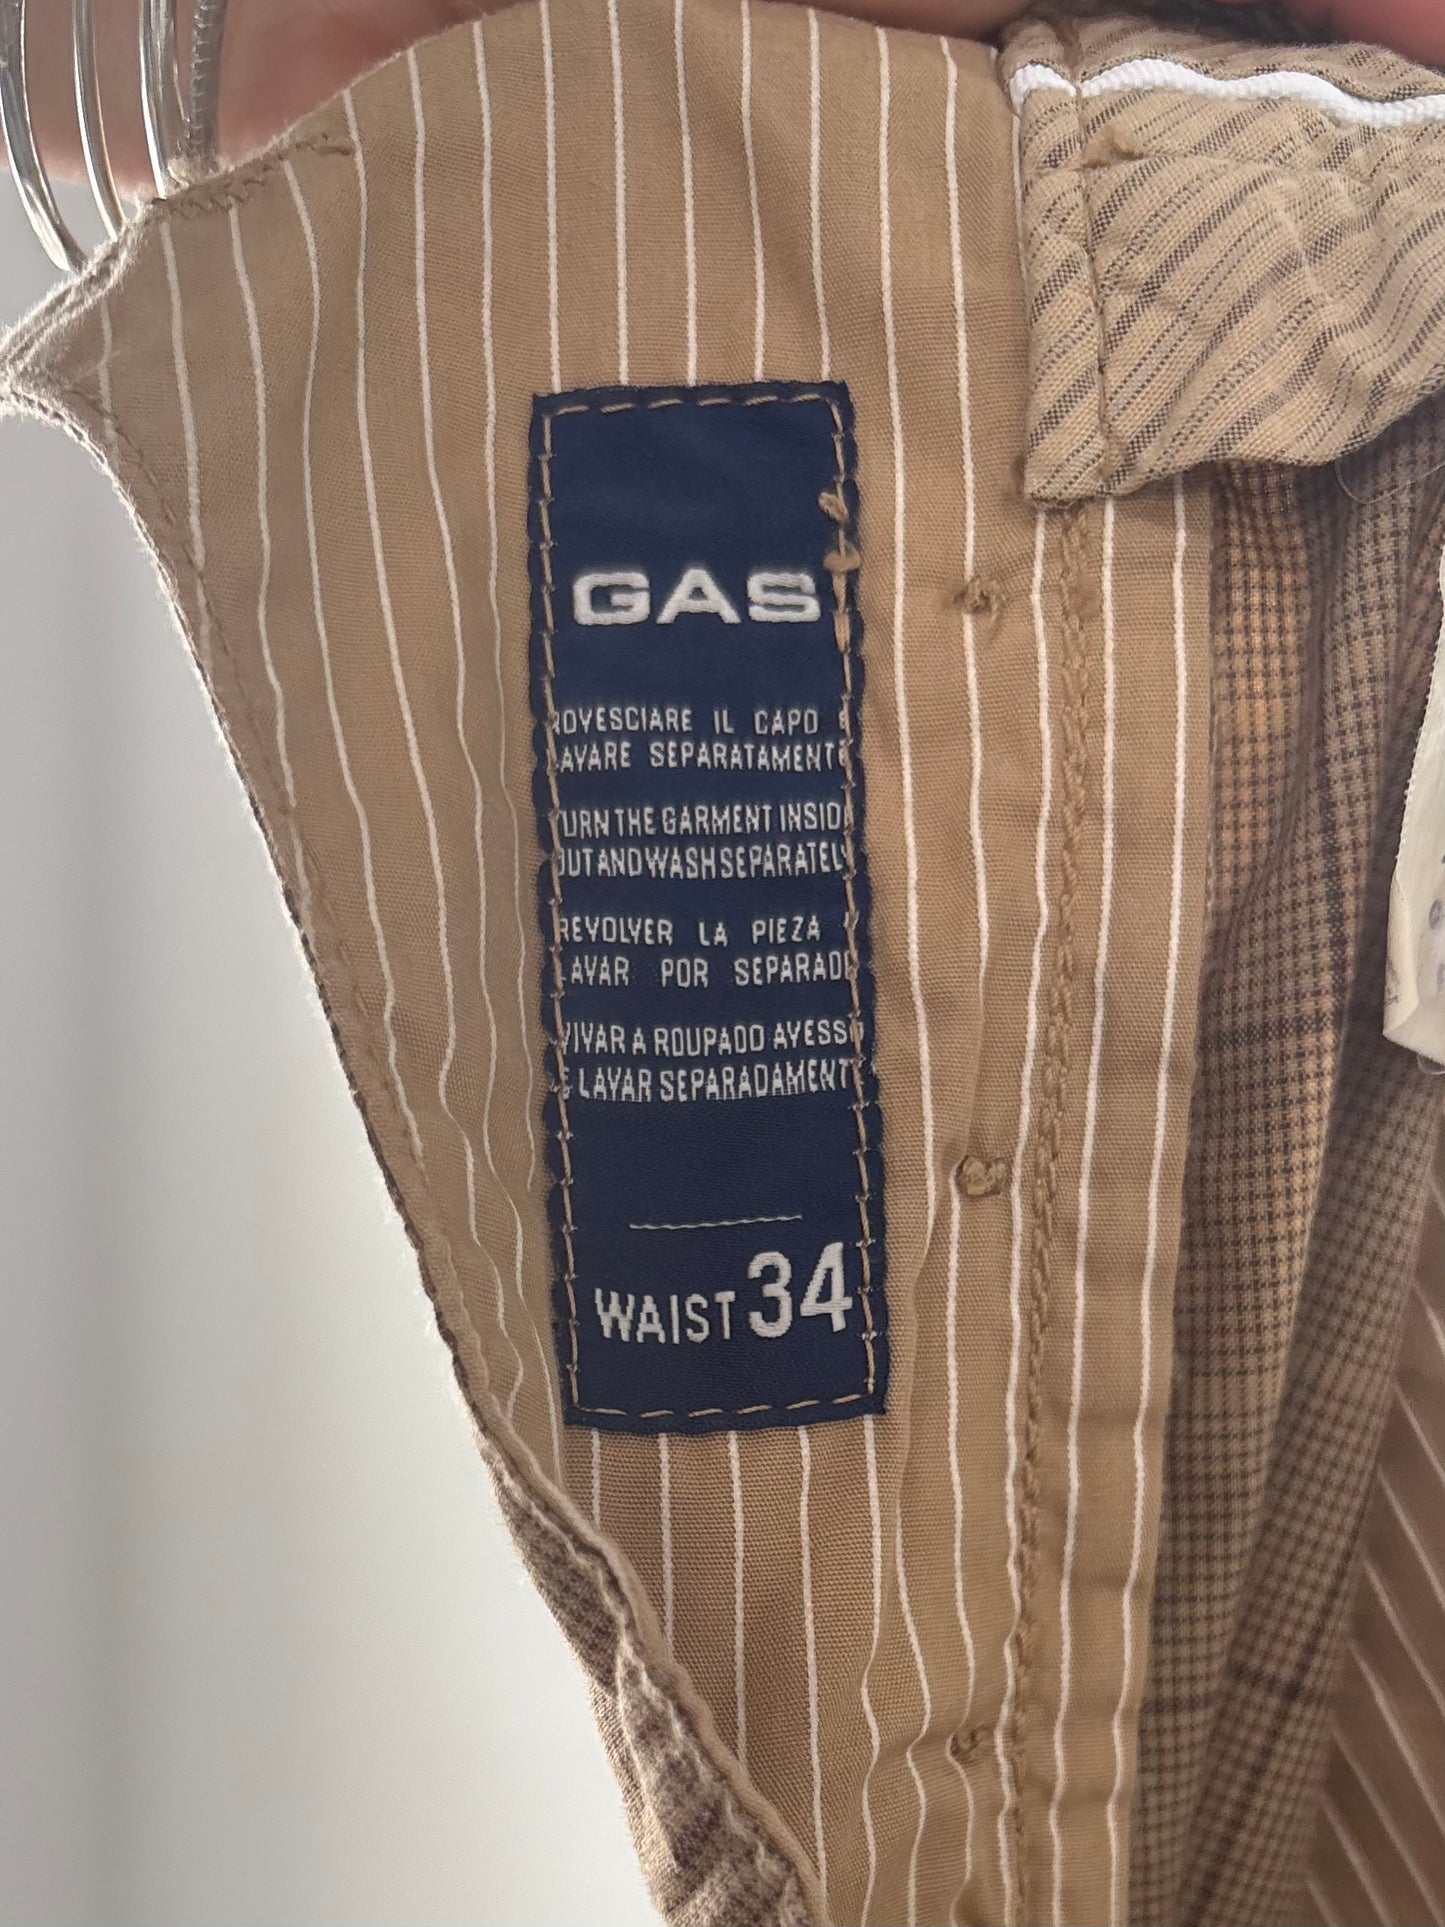 GAS
ROVESCIARE IL CAPO E
LAVARE SEPARATAMENTE
TURN THE GARMENT INSIDE
OUT AND WASH SEPARATELY
REVOLVER LA PIEZA
LAVAR POR SEPARADO
VIVAR A ROUPADO AVESSO
E LAVAR SEPARADAMENT
WAIST 34